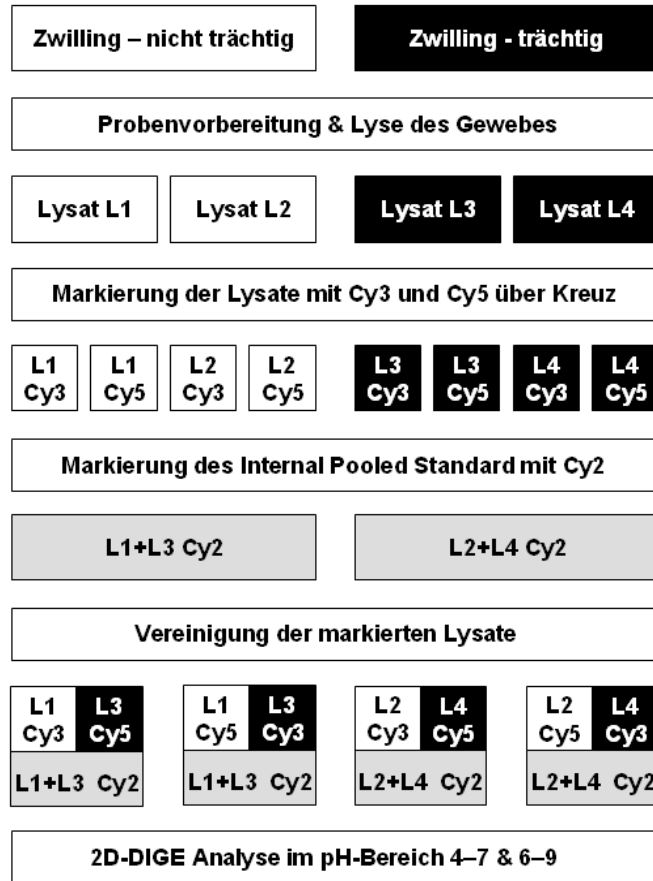 Zwilling – nicht trächtig
Zwilling - trächtig
Probenvorbereitung & Lyse des Gewebes
Lysat L1
Lysat L2
Lysat L3
Lysat L4
Markierung der Lysate mit Cy3 und Cy5 über Kreuz
L1
Cy3
L1
Cy5
L2
Cy3
L2
Cy5
L3
Cy3
L3
Cy5
L4
Cy3
L4
Cy5
Markierung des Internal Pooled Standard mit Cy2
L1+L3 Cy2
L2+L4 Cy2
Vereinigung der markierten Lysate
L1
Cy3
L3
Cy5
L1+L3 Cy2
L1
Cy5
L3
Cy3
L1+L3 Cy2
L2
Cy3
L4
Cy5
L2+L4 Cy2
L2
Cy5
L4
Cy3
L2+L4 Cy2
2D-DIGE Analyse im pH-Bereich 4–7 & 6–9